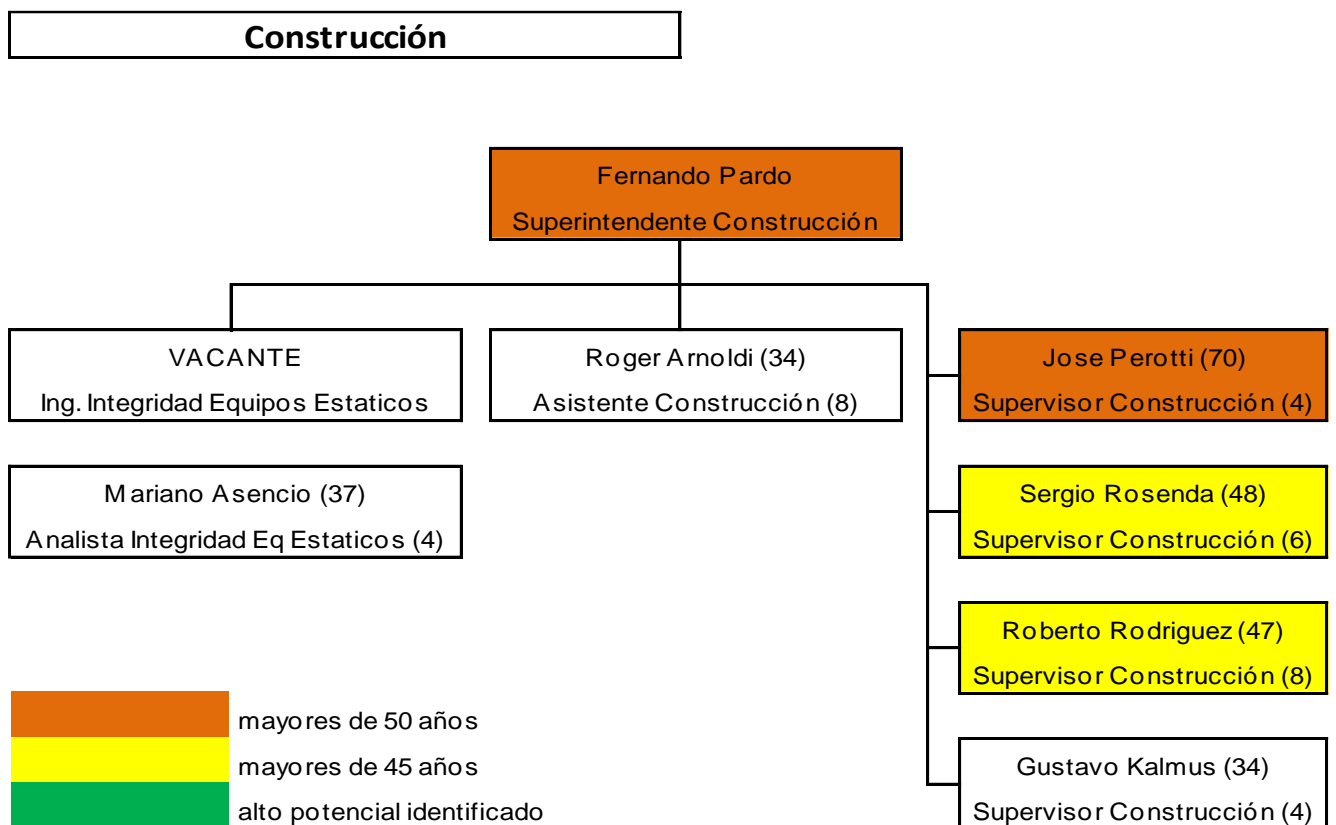 Construcción
Fernando Pardo
Superintendente Construcción
VACANTE
Ing. Integridad Equipos Estaticos
Roger Arnoldi (34)
Asistente Construcción (8)
Jose Perotti (70)
Supervisor Construcción (4)
Mariano Asencio (37)
Analista Integridad Eq Estaticos (4)
Sergio Rosenda (48)
Supervisor Construcción (6)
Roberto Rodriguez (47)
Supervisor Construcción (8)
Gustavo Kalmus (34)
Supervisor Construcción (4)
mayores de 50 años
mayores de 45 años
alto potencial identificado